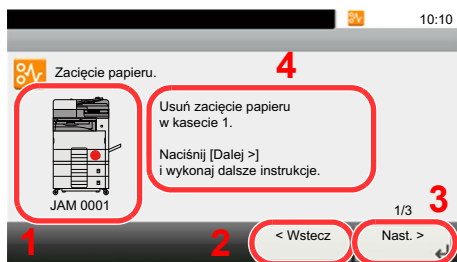 10:10
Zacięcie papieru.
4
Usuń zacięcie papieru
w kasecie 1.
Naciśnij [Dalej >]
i wykonaj dalsze instrukcje.
JAM 0001
1/3
3
1
2
< Wstecz
Nast. >